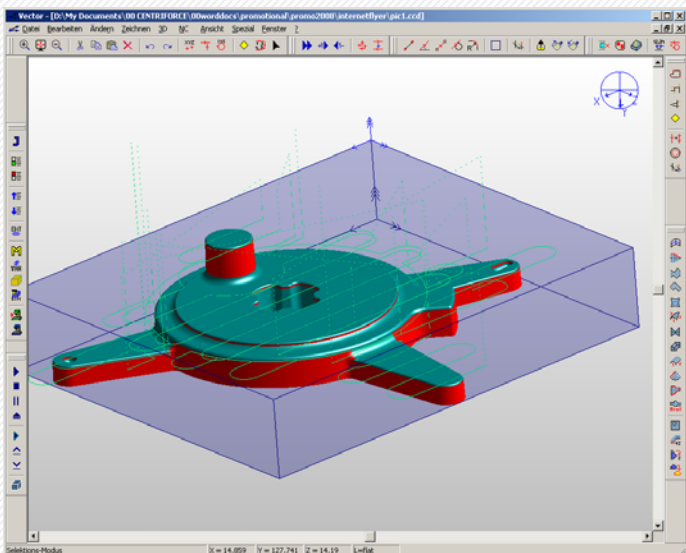 Vector - [D:\My Documents\00 CENTRIFORCE\00worddocs\promotional\promo2000\internetflyer\pic1.ccd]
Datei Bearbeiten Ändern Zeichnen 3D NC Ansicht Spezial Fenster ?
X
Y
Selektions-Modus X = 14.859 Y = 127.741 Z = 14.19 L=flat